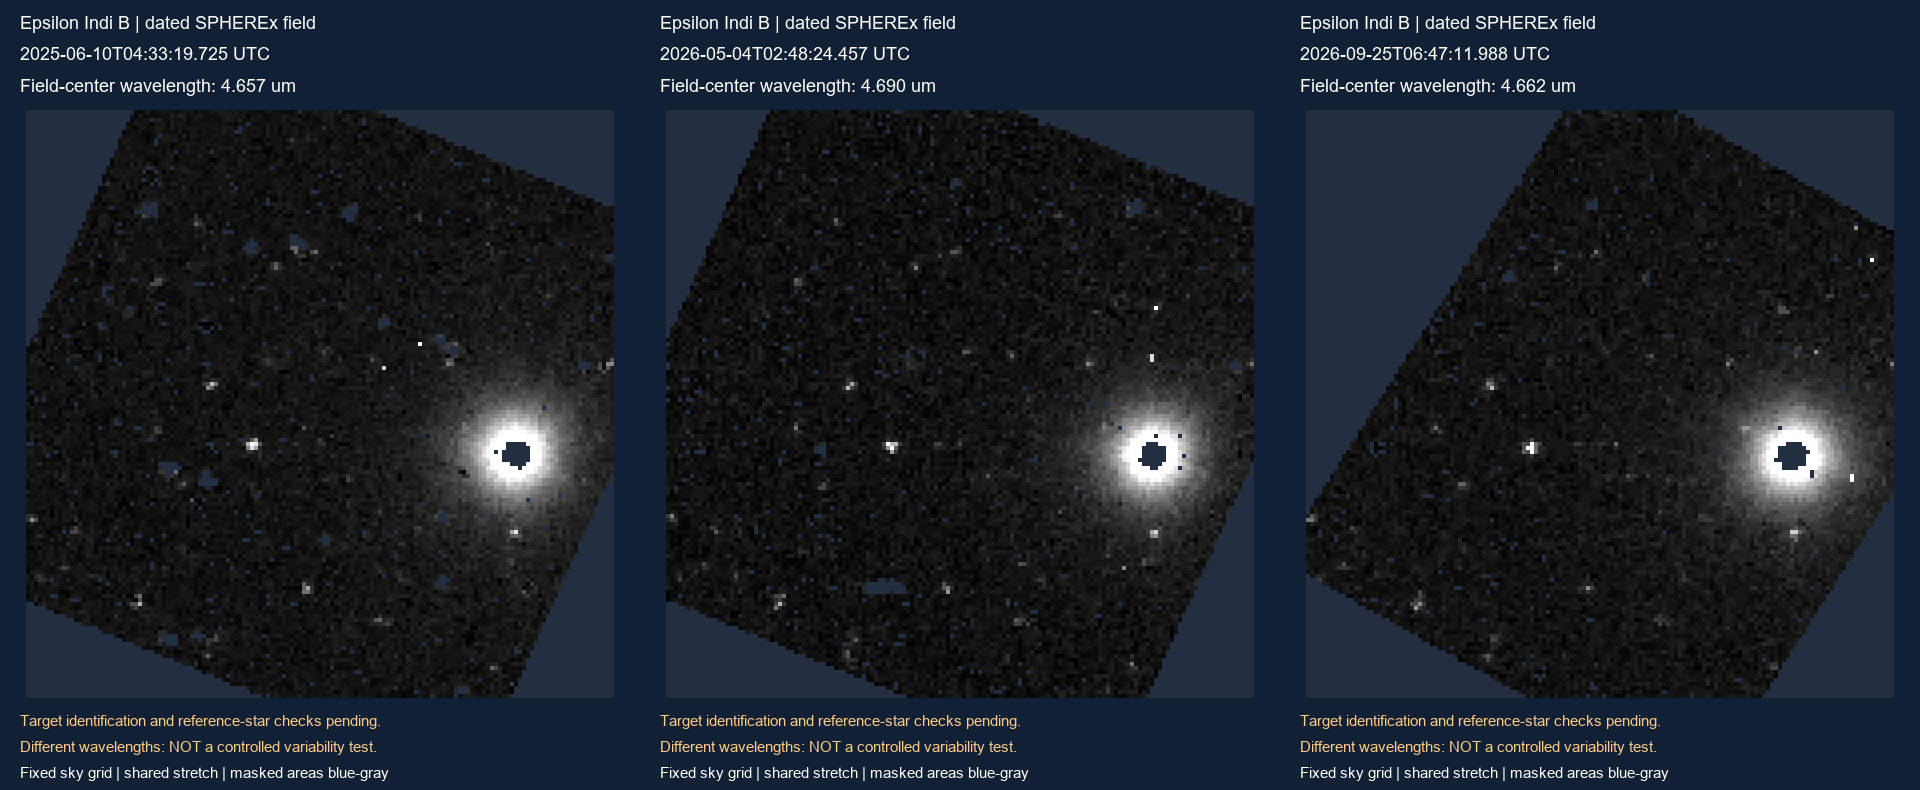 Epsilon Indi B | dated SPHEREx field
2025-06-10T04:33:19.725 UTC
Field-center wavelength: 4.657 um
Target identification and reference-star checks pending.
Different wavelengths: NOT a controlled variability test.
Fixed sky grid | shared stretch | masked areas blue-gray
Epsilon Indi B | dated SPHEREx field
2026-05-04T02:48:24.457 UTC
Field-center wavelength: 4.690 um
Target identification and reference-star checks pending.
Different wavelengths: NOT a controlled variability test.
Fixed sky grid | shared stretch | masked areas blue-gray
Epsilon Indi B | dated SPHEREx field
2026-09-25T06:47:11.988 UTC
Field-center wavelength: 4.662 um
Target identification and reference-star checks pending.
Different wavelengths: NOT a controlled variability test.
Fixed sky grid | shared stretch | masked areas blue-gray